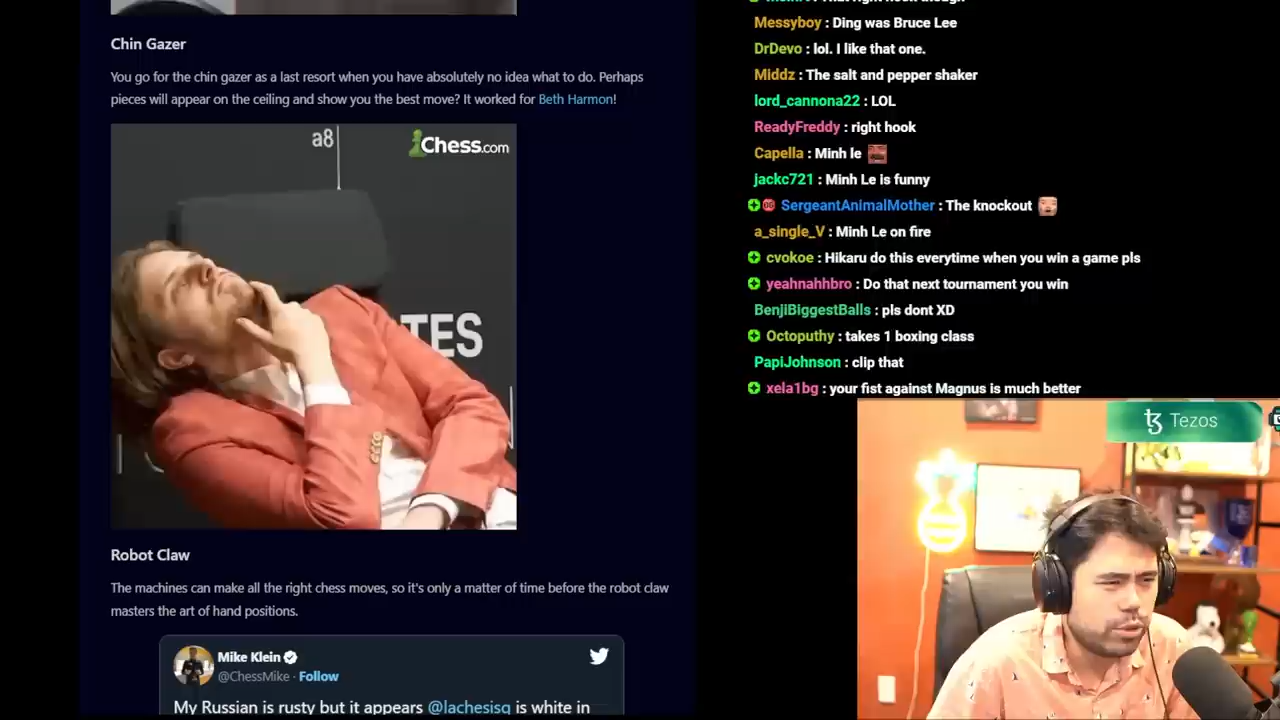 Chin Gazer
You go for the chin gazer as a last resort when you have absolutely no idea what to do. Perhaps
pieces will appear on the ceiling and show you the best move? It worked for Beth Harmon!
a8
Chess.com
TES
Robot Claw
The machines can make all the right chess moves, so it's only a matter of time before the robot claw
masters the art of hand positions.
Mike Klein
@ChessMike · Follow
My Russian is rusty but it appears @lachesisq is white in
Messyboy : Ding was Bruce Lee
DrDevo : lol. I like that one.
Middz : The salt and pepper shaker
lord_cannona22 : LOL
ReadyFreddy : right hook
Capella : Minh le
jackc721 : Minh Le is funny
SergeantAnimalMother : The knockout
a_single_V : Minh Le on fire
cvokoe : Hikaru do this everytime when you win a game pls
yeahnahhbro : Do that next tournament you win
BenjiBiggestBalls : pls dont XD
Octoputhy : takes 1 boxing class
PapiJohnson : clip that
xela1bg : your fist against Magnus is much better
Tezos